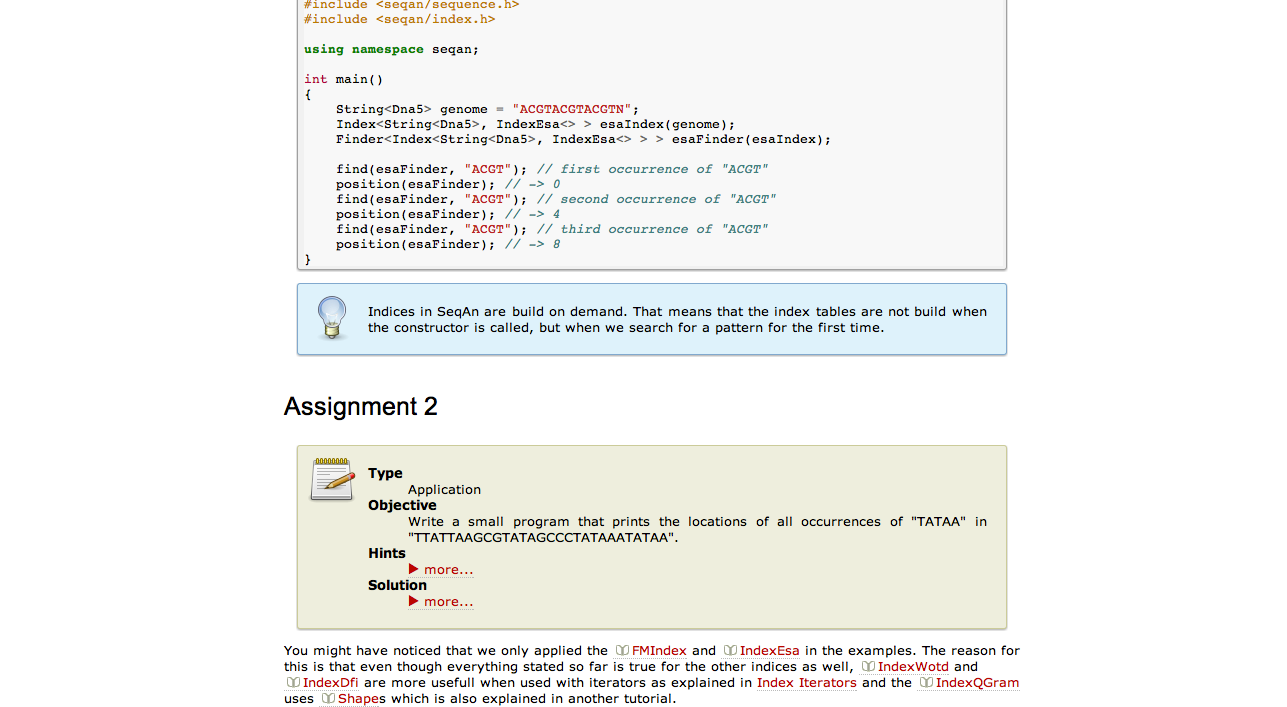 #include <seqan/sequence.h>
#include <seqan/index.h>
using namespace seqan;
int main()
{
String<Dna5> genome = "ACGTACGTACGTN";
Index<String<Dna5>, IndexEsa<> > esaIndex(genome);
Finder<Index<String<Dna5>, IndexEsa<> > > esaFinder(esaIndex);
find(esaFinder, "ACGT"); // first occurrence of "ACGT"
position(esaFinder); // -> 0
find(esaFinder, "ACGT"); // second occurrence of "ACGT"
position(esaFinder); // -> 4
find(esaFinder, "ACGT"); // third occurrence of "ACGT"
position(esaFinder); // -> 8
}
Indices in SeqAn are build on demand. That means that the index tables are not build when
the constructor is called, but when we search for a pattern for the first time.
Assignment 2
Type
Application
Objective
Write a small program that prints the locations of all occurrences of "TATAA" in
"TTATTAAGCGTATAGCCCTATAAATATAA".
Hints
more...
Solution
more...
You might have noticed that we only applied the FMIndex and IndexEsa in the examples. The reason for
this is that even though everything stated so far is true for the other indices as well, IndexWotd and
IndexDfi are more usefull when used with iterators as explained in Index Iterators and the IndexQGram
uses Shapes which is also explained in another tutorial.